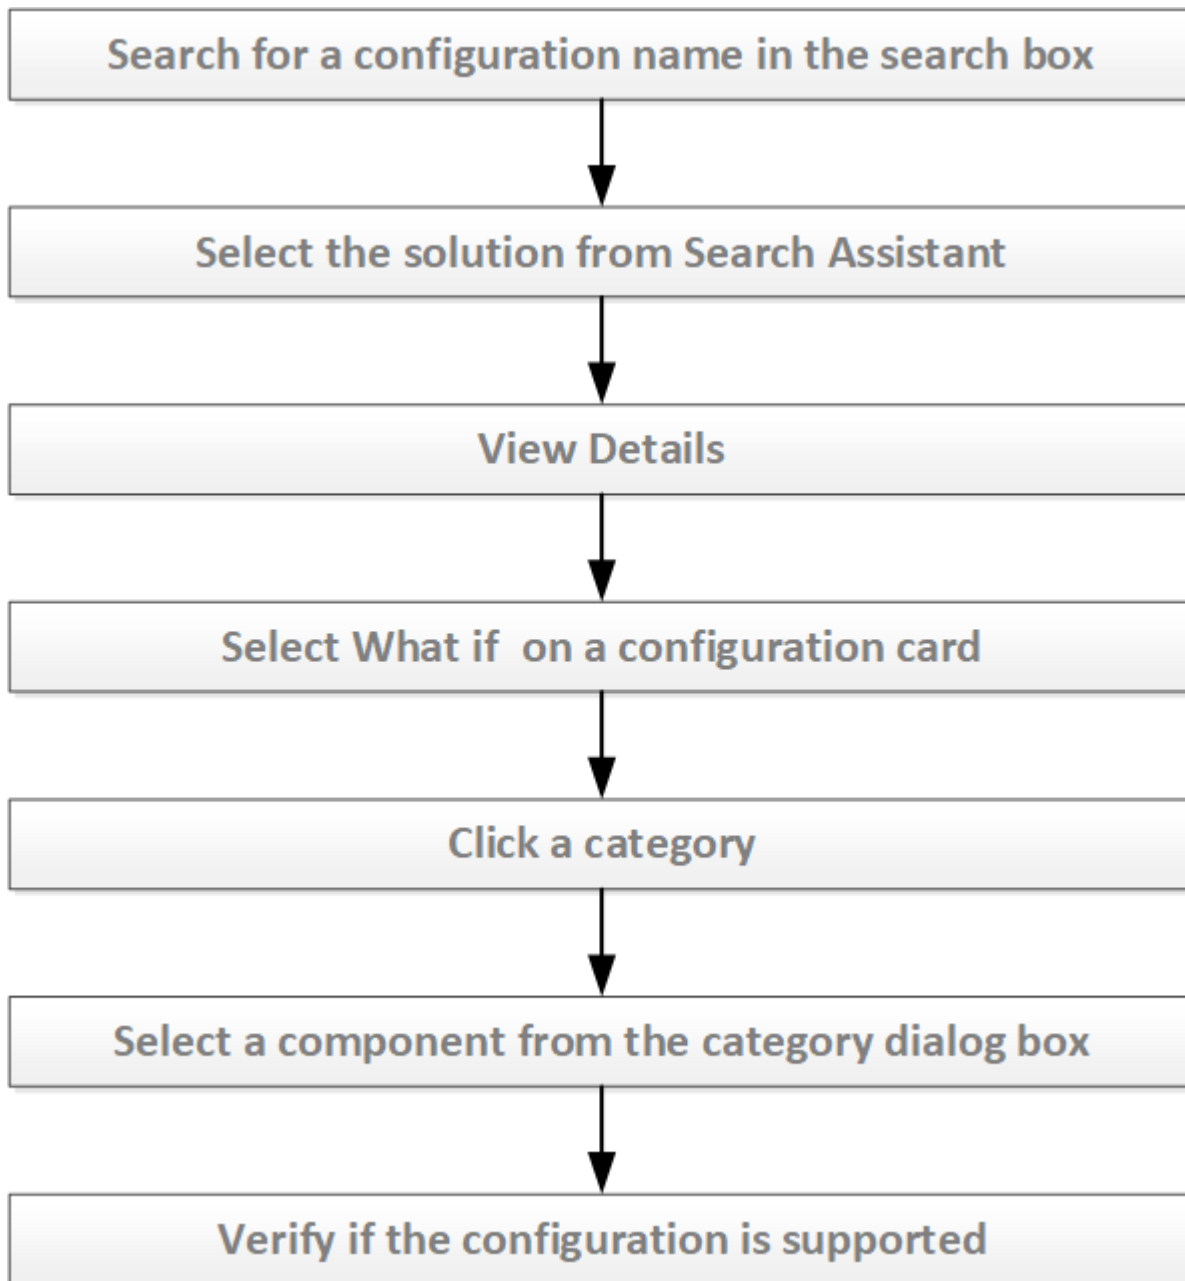 Search for a configuration name in the search box
Select the solution from Search Assistant
View Details
Select What if  on a configuration card
Click a category
Select a component from the category dialog box
Verify if the configuration is supported